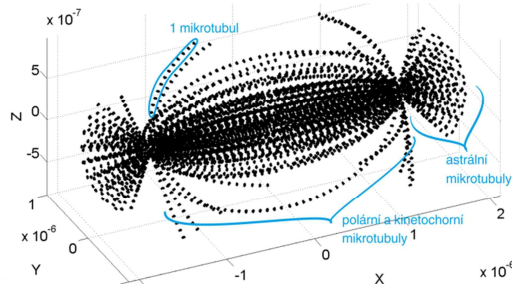 x 10⁻⁷
1 mikrotubul
5
0
-5
Z
1
x 10⁻⁶
0
Y
-1
0
1
2
x 10⁻⁶
X
astrální
mikrotubuly
polární a kinetochorní
mikrotubuly